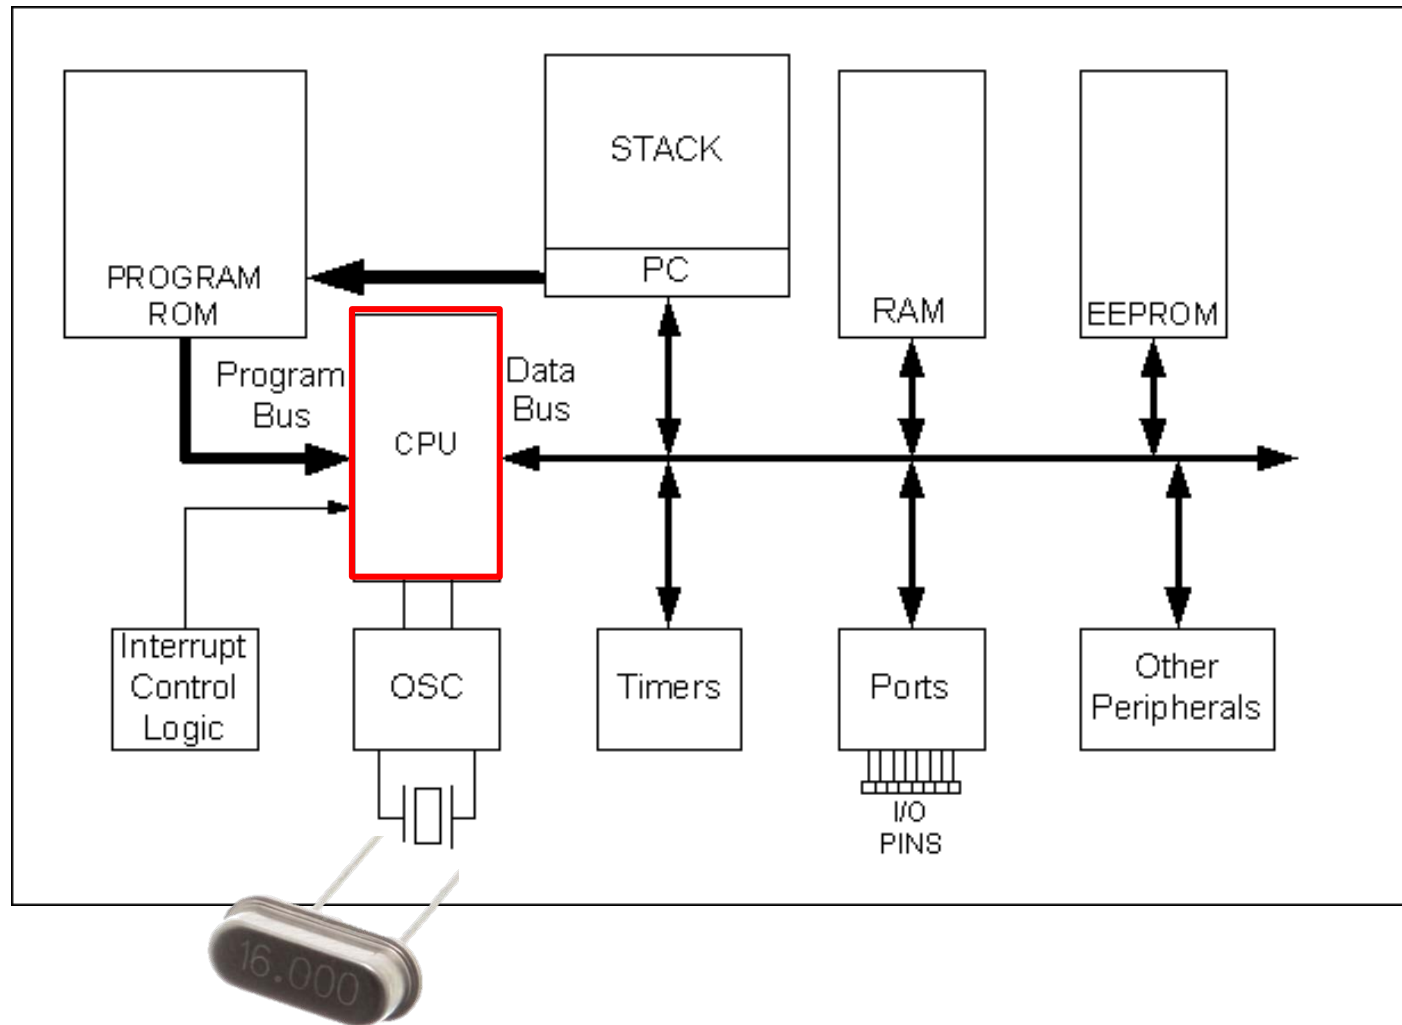 STACK
PC
PROGRAM
ROM
RAM
EEPROM
Program
Bus
Data
Bus
CPU
Interrupt
Control
Logic
OSC
Timers
Ports
Other
Peripherals
I/O
PINS
16.000